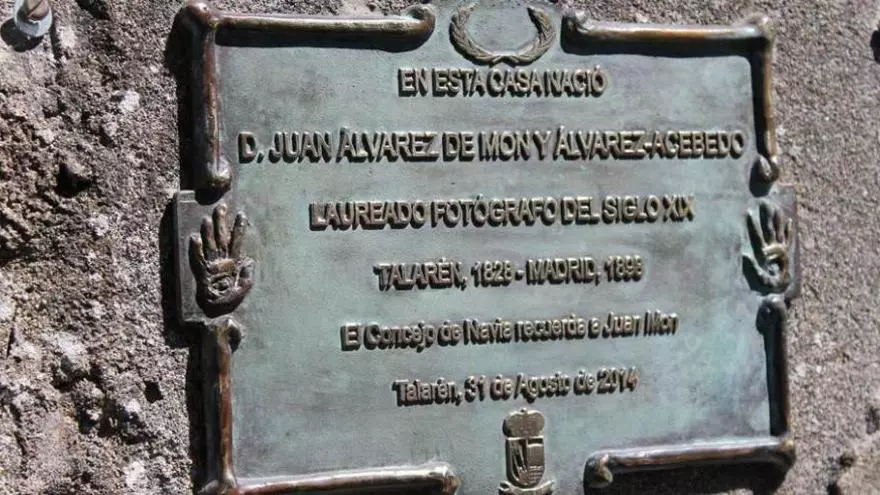 EN ESTA CASA NACIÓ
D. JUAN ÁLVAREZ DE MON Y ÁLVAREZ-ACEBEDO
LAUREADO FOTÓGRAFO DEL SIGLO XIX
TALARÉN, 1828 - MADRID, 1898
El Concejo de Navia recuerda a Juan Mon
Talarén, 31 de Agosto de 2014